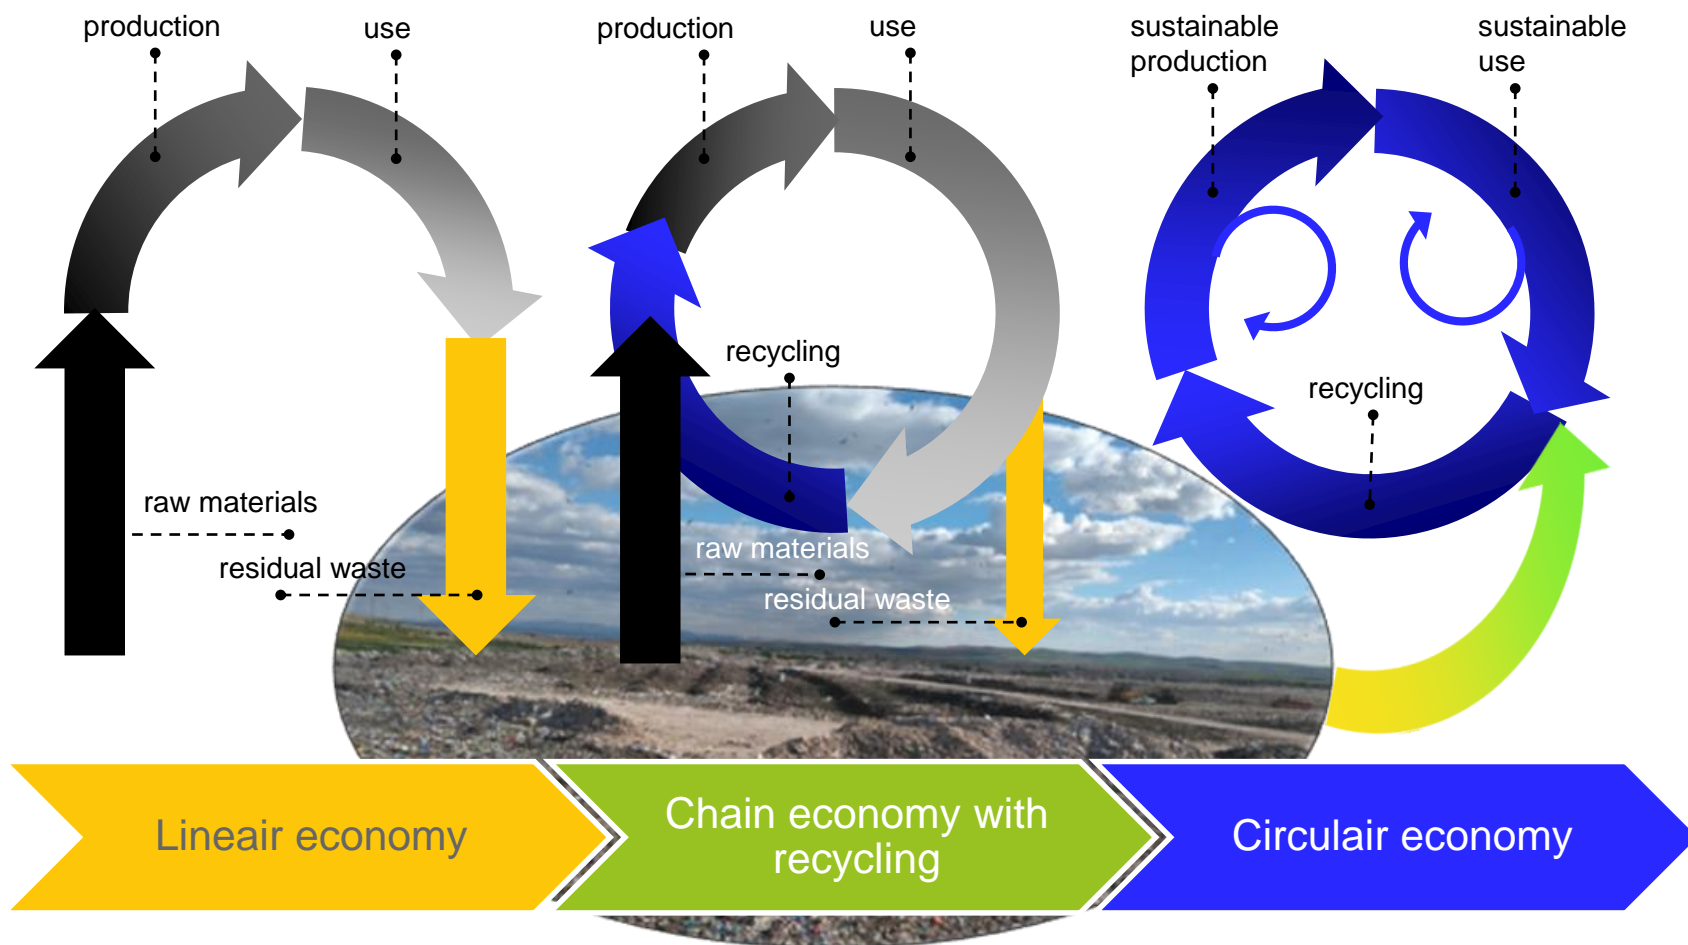 production
use
production
use
sustainable
production
sustainable
use
recycling
recycling
raw materials
residual waste
raw materials
residual waste
Lineair economy
Chain economy with
recycling
Circulair economy